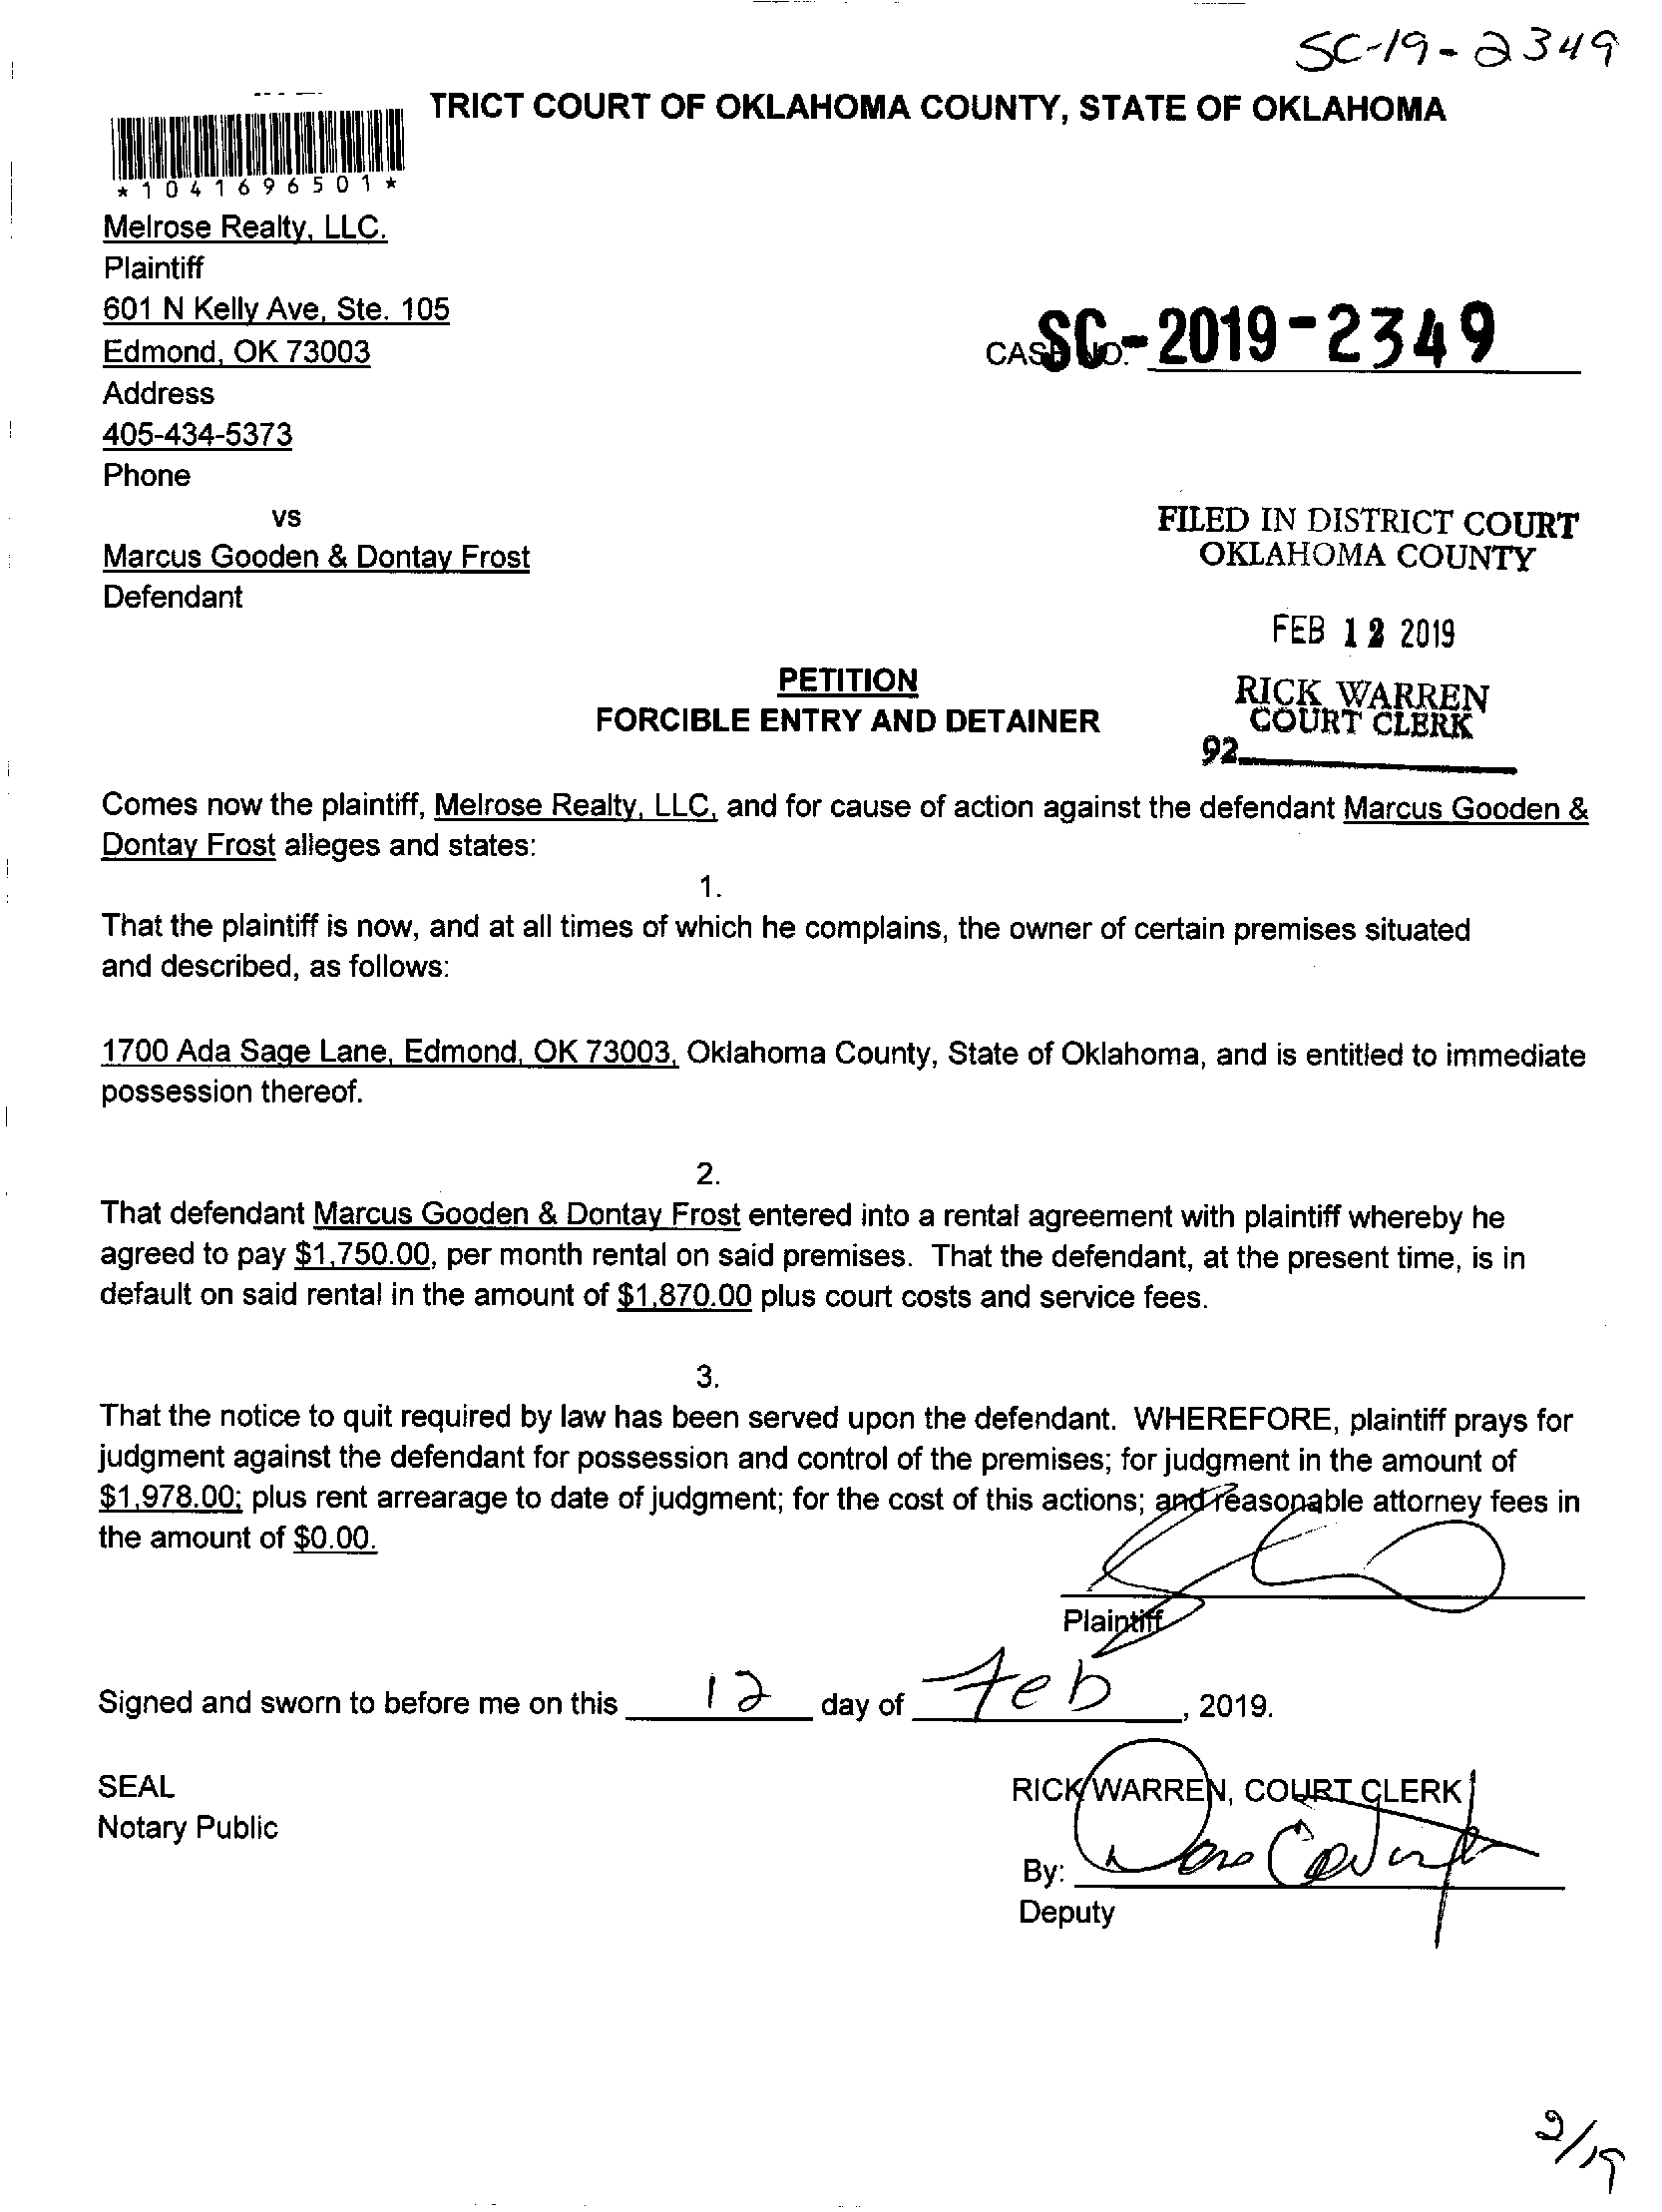 SC-19-2349
TRICT COURT OF OKLAHOMA COUNTY, STATE OF OKLAHOMA
*1041696501*
Melrose Realty, LLC.
Plaintiff
601 N Kelly Ave, Ste. 105
Edmond, OK 73003
Address
405-434-5373
Phone
CASE NO. SC-2019-2349
vs
Marcus Gooden & Dontay Frost
Defendant
FILED IN DISTRICT COURT
OKLAHOMA COUNTY
FEB 12 2019
RICK WARREN
COURT CLERK
92
PETITION
FORCIBLE ENTRY AND DETAINER
Comes now the plaintiff, Melrose Realty, LLC, and for cause of action against the defendant Marcus Gooden &
Dontay Frost alleges and states:
1.
That the plaintiff is now, and at all times of which he complains, the owner of certain premises situated
and described, as follows:
1700 Ada Sage Lane, Edmond, OK 73003, Oklahoma County, State of Oklahoma, and is entitled to immediate
possession thereof.
2.
That defendant Marcus Gooden & Dontay Frost entered into a rental agreement with plaintiff whereby he
agreed to pay $1,750.00, per month rental on said premises. That the defendant, at the present time, is in
default on said rental in the amount of $1,870.00 plus court costs and service fees.
3.
That the notice to quit required by law has been served upon the defendant. WHEREFORE, plaintiff prays for
judgment against the defendant for possession and control of the premises; for judgment in the amount of
$1,978.00; plus rent arrearage to date of judgment; for the cost of this actions; and reasonable attorney fees in
the amount of $0.00.
Plaintiff
Signed and sworn to before me on this 12 day of Feb, 2019.
SEAL
Notary Public
RICK WARREN, COURT CLERK
By:
Deputy
2/19